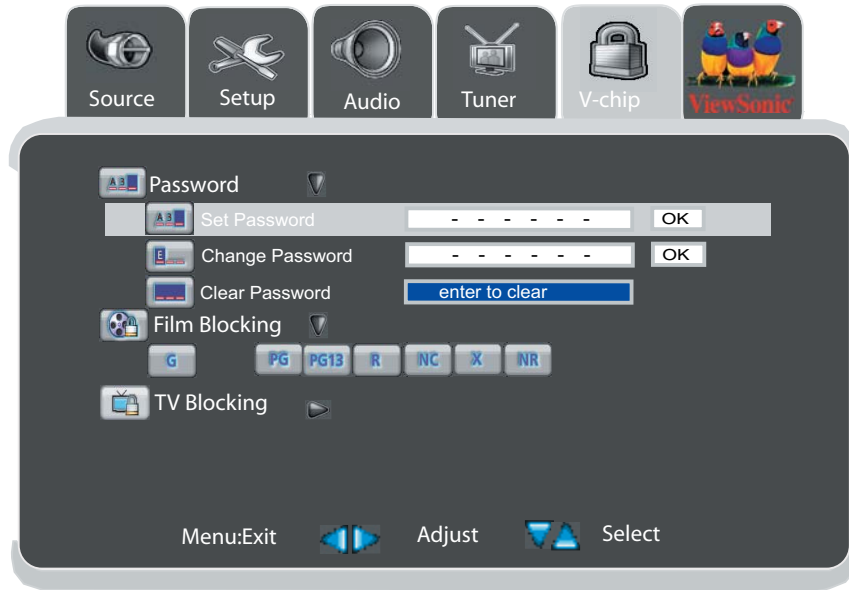 Source Setup Audio Tuner V-chip ViewSonic
Password
Set Password - - - - - - OK
Change Password - - - - - - OK
Clear Password enter to clear
Film Blocking
G PG PG13 R NC X NR
TV Blocking
Menu:Exit Adjust Select